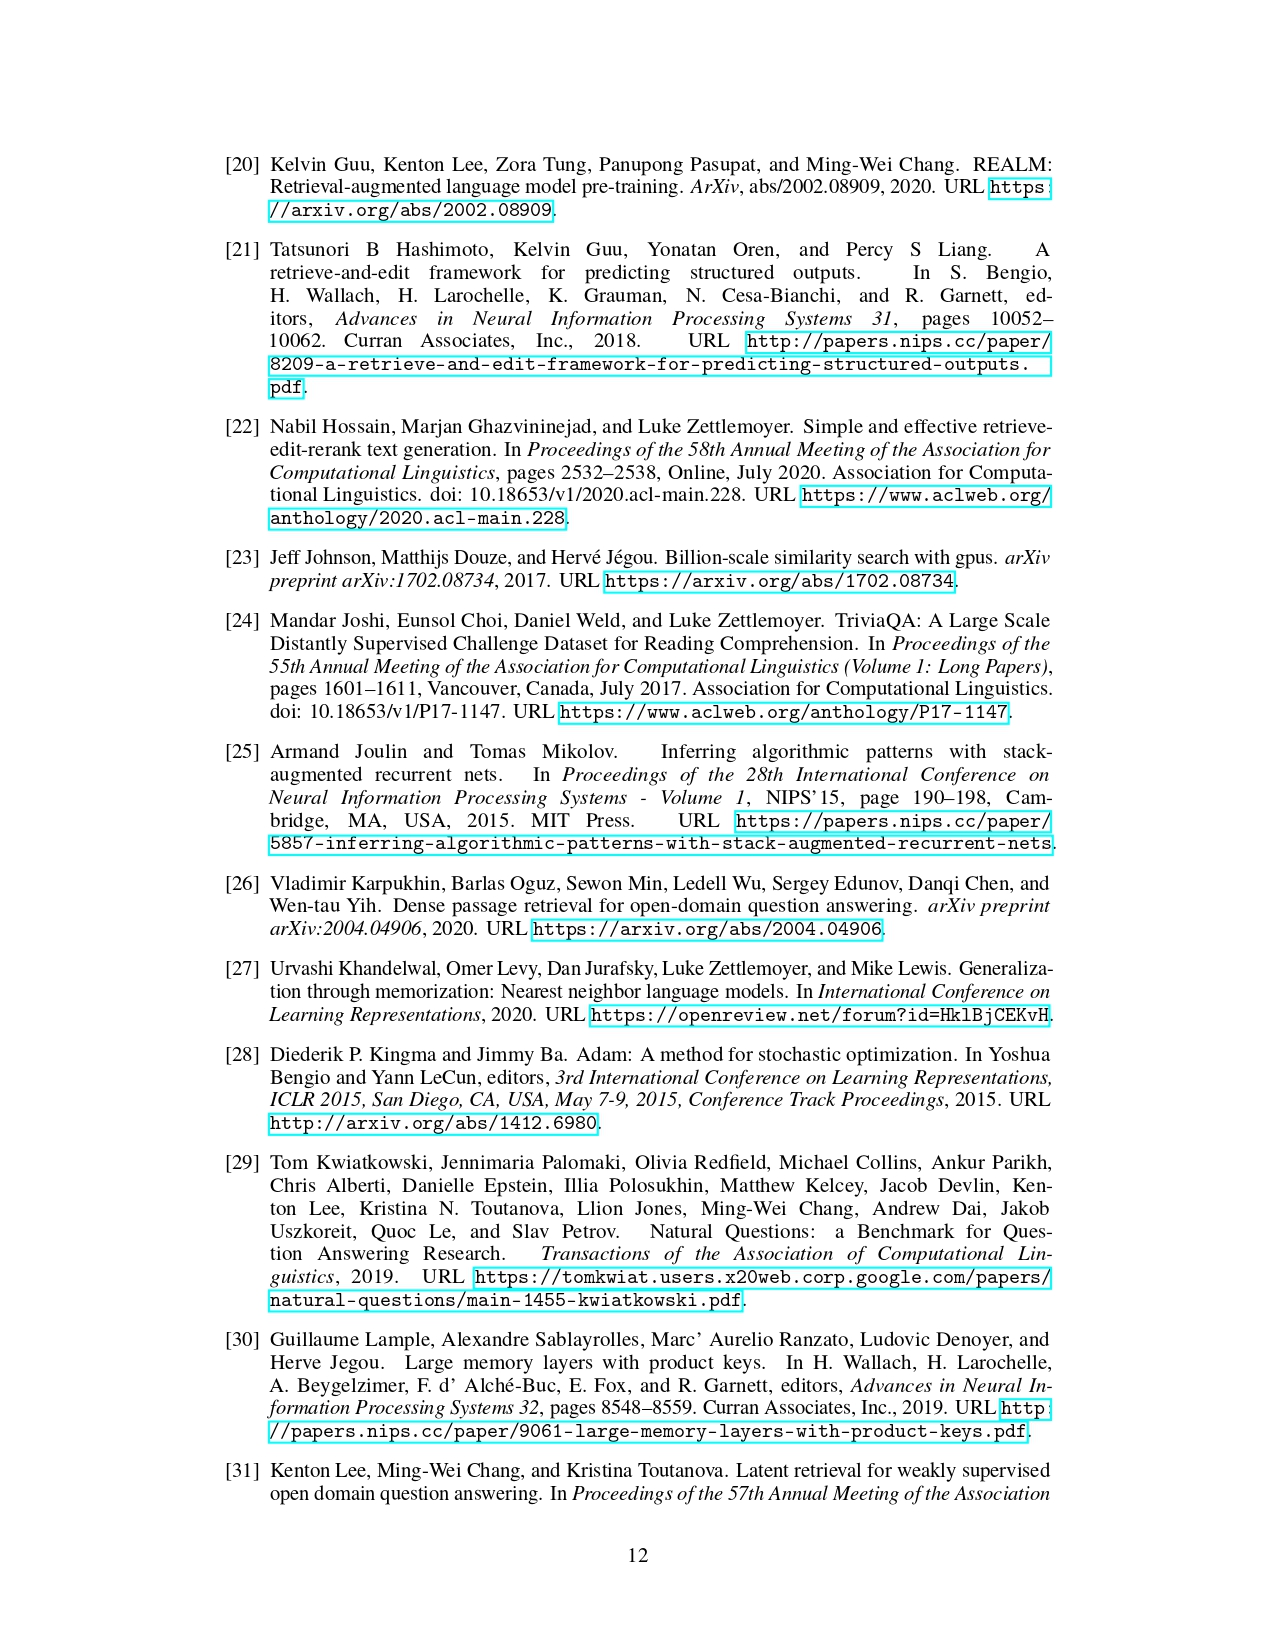 [20] Kelvin Guu, Kenton Lee, Zora Tung, Panupong Pasupat, and Ming-Wei Chang. REALM:
Retrieval-augmented language model pre-training. ArXiv, abs/2002.08909, 2020. URL https:
//arxiv.org/abs/2002.08909.
[21] Tatsunori B Hashimoto, Kelvin Guu, Yonatan Oren, and Percy S Liang. A
retrieve-and-edit framework for predicting structured outputs. In S. Bengio,
H. Wallach, H. Larochelle, K. Grauman, N. Cesa-Bianchi, and R. Garnett, ed-
itors, Advances in Neural Information Processing Systems 31, pages 10052–
10062. Curran Associates, Inc., 2018. URL http://papers.nips.cc/paper/
8209-a-retrieve-and-edit-framework-for-predicting-structured-outputs.
pdf.
[22] Nabil Hossain, Marjan Ghazvininejad, and Luke Zettlemoyer. Simple and effective retrieve-
edit-rerank text generation. In Proceedings of the 58th Annual Meeting of the Association for
Computational Linguistics, pages 2532–2538, Online, July 2020. Association for Computa-
tional Linguistics. doi: 10.18653/v1/2020.acl-main.228. URL https://www.aclweb.org/
anthology/2020.acl-main.228.
[23] Jeff Johnson, Matthijs Douze, and Hervé Jégou. Billion-scale similarity search with gpus. arXiv
preprint arXiv:1702.08734, 2017. URL https://arxiv.org/abs/1702.08734.
[24] Mandar Joshi, Eunsol Choi, Daniel Weld, and Luke Zettlemoyer. TriviaQA: A Large Scale
Distantly Supervised Challenge Dataset for Reading Comprehension. In Proceedings of the
55th Annual Meeting of the Association for Computational Linguistics (Volume 1: Long Papers),
pages 1601–1611, Vancouver, Canada, July 2017. Association for Computational Linguistics.
doi: 10.18653/v1/P17-1147. URL https://www.aclweb.org/anthology/P17-1147.
[25] Armand Joulin and Tomas Mikolov. Inferring algorithmic patterns with stack-
augmented recurrent nets. In Proceedings of the 28th International Conference on
Neural Information Processing Systems - Volume 1, NIPS’15, page 190–198, Cam-
bridge, MA, USA, 2015. MIT Press. URL https://papers.nips.cc/paper/
5857-inferring-algorithmic-patterns-with-stack-augmented-recurrent-nets.
[26] Vladimir Karpukhin, Barlas Oguz, Sewon Min, Ledell Wu, Sergey Edunov, Danqi Chen, and
Wen-tau Yih. Dense passage retrieval for open-domain question answering. arXiv preprint
arXiv:2004.04906, 2020. URL https://arxiv.org/abs/2004.04906.
[27] Urvashi Khandelwal, Omer Levy, Dan Jurafsky, Luke Zettlemoyer, and Mike Lewis. Generaliza-
tion through memorization: Nearest neighbor language models. In International Conference on
Learning Representations, 2020. URL https://openreview.net/forum?id=HklBjCEKvH.
[28] Diederik P. Kingma and Jimmy Ba. Adam: A method for stochastic optimization. In Yoshua
Bengio and Yann LeCun, editors, 3rd International Conference on Learning Representations,
ICLR 2015, San Diego, CA, USA, May 7-9, 2015, Conference Track Proceedings, 2015. URL
http://arxiv.org/abs/1412.6980.
[29] Tom Kwiatkowski, Jennimaria Palomaki, Olivia Redfield, Michael Collins, Ankur Parikh,
Chris Alberti, Danielle Epstein, Illia Polosukhin, Matthew Kelcey, Jacob Devlin, Ken-
ton Lee, Kristina N. Toutanova, Llion Jones, Ming-Wei Chang, Andrew Dai, Jakob
Uszkoreit, Quoc Le, and Slav Petrov. Natural Questions: a Benchmark for Ques-
tion Answering Research. Transactions of the Association of Computational Lin-
guistics, 2019. URL https://tomkwiat.users.x20web.corp.google.com/papers/
natural-questions/main-1455-kwiatkowski.pdf.
[30] Guillaume Lample, Alexandre Sablayrolles, Marc’ Aurelio Ranzato, Ludovic Denoyer, and
Herve Jegou. Large memory layers with product keys. In H. Wallach, H. Larochelle,
A. Beygelzimer, F. d’ Alché-Buc, E. Fox, and R. Garnett, editors, Advances in Neural In-
formation Processing Systems 32, pages 8548–8559. Curran Associates, Inc., 2019. URL http:
//papers.nips.cc/paper/9061-large-memory-layers-with-product-keys.pdf.
[31] Kenton Lee, Ming-Wei Chang, and Kristina Toutanova. Latent retrieval for weakly supervised
open domain question answering. In Proceedings of the 57th Annual Meeting of the Association
12